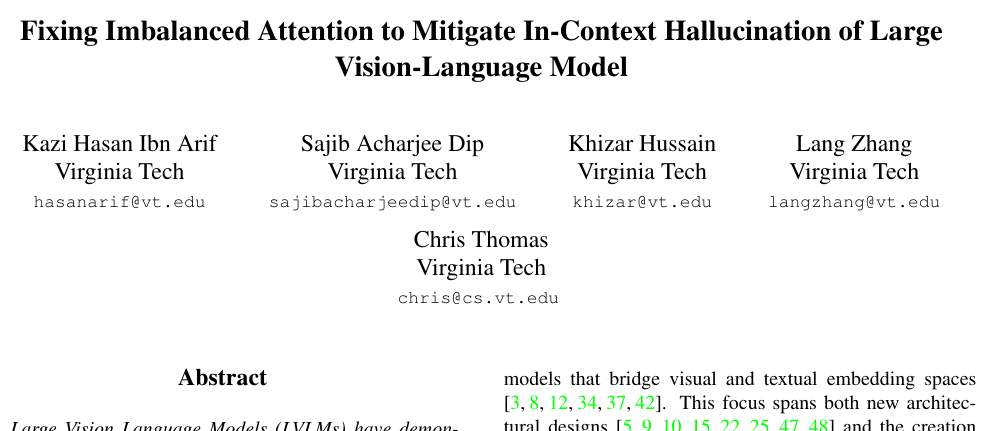 Fixing Imbalanced Attention to Mitigate In-Context Hallucination of Large
Vision-Language Model
Kazi Hasan Ibn Arif
Virginia Tech
hasanarif@vt.edu
Sajib Acharjee Dip
Virginia Tech
sajibacharjeedip@vt.edu
Khizar Hussain
Virginia Tech
khizar@vt.edu
Lang Zhang
Virginia Tech
langzhang@vt.edu
Chris Thomas
Virginia Tech
chris@cs.vt.edu
Abstract
Large Vision Language Models (LVLMs) have demon-
models that bridge visual and textual embedding spaces
[3, 8, 12, 34, 37, 42]. This focus spans both new architec-
tural designs [5, 9, 10, 15, 22, 25, 47, 48] and the creation